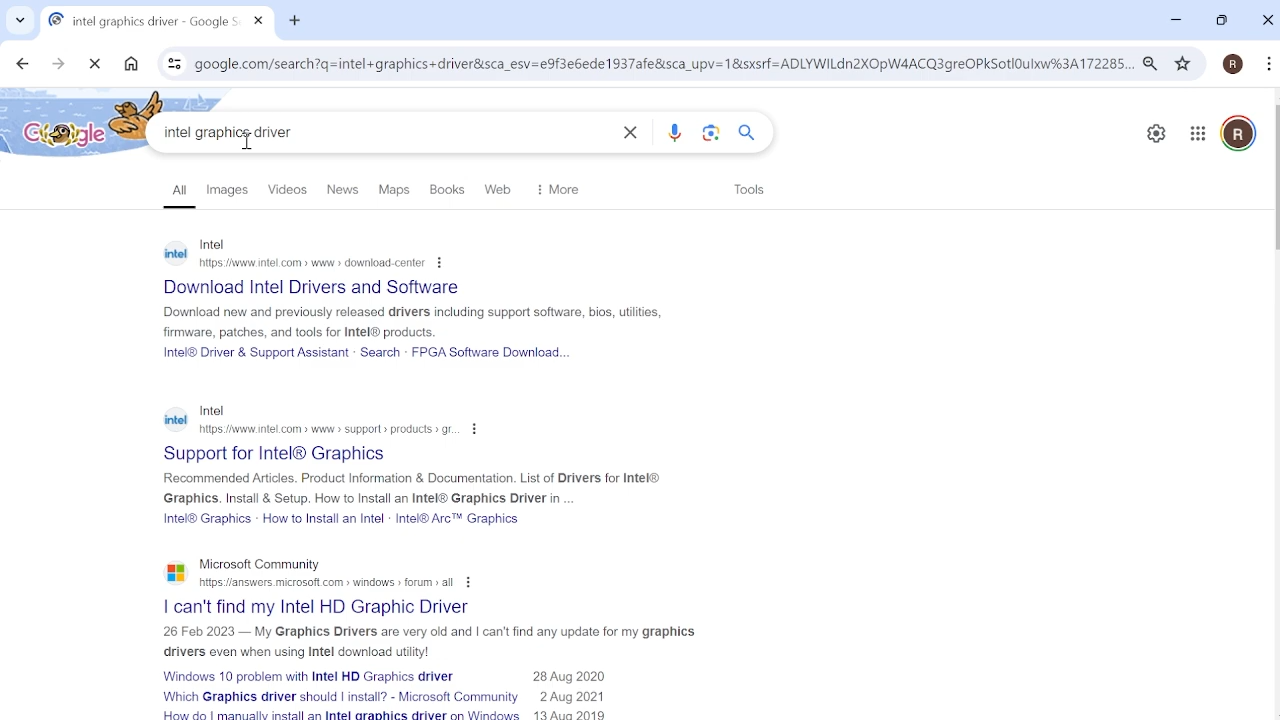 intel graphics driver - Google S
google.com/search?q=intel+graphics+driver&sca_esv=e9f3e6ede1937afe&sca_upv=1&sxsrf=ADLYWILdn2XOpW4ACQ3greOPkSotl0ulxw%3A172285...
R
Google
intel graphics driver
R
All Images Videos News Maps Books Web More Tools
intel
Intel
https://www.intel.com › www › download-center
Download Intel Drivers and Software
Download new and previously released drivers including support software, bios, utilities,
firmware, patches, and tools for Intel® products.
Intel® Driver & Support Assistant · Search · FPGA Software Download...
intel
Intel
https://www.intel.com › www › support › products › gr...
Support for Intel® Graphics
Recommended Articles. Product Information & Documentation. List of Drivers for Intel®
Graphics. Install & Setup. How to Install an Intel® Graphics Driver in ...
Intel® Graphics · How to Install an Intel · Intel® Arc™ Graphics
Microsoft Community
https://answers.microsoft.com › windows › forum › all
I can't find my Intel HD Graphic Driver
26 Feb 2023 — My Graphics Drivers are very old and I can't find any update for my graphics
drivers even when using Intel download utility!
Windows 10 problem with Intel HD Graphics driver 28 Aug 2020
Which Graphics driver should I install? - Microsoft Community 2 Aug 2021
How do I manually install an Intel graphics driver on Windows 13 Aug 2019